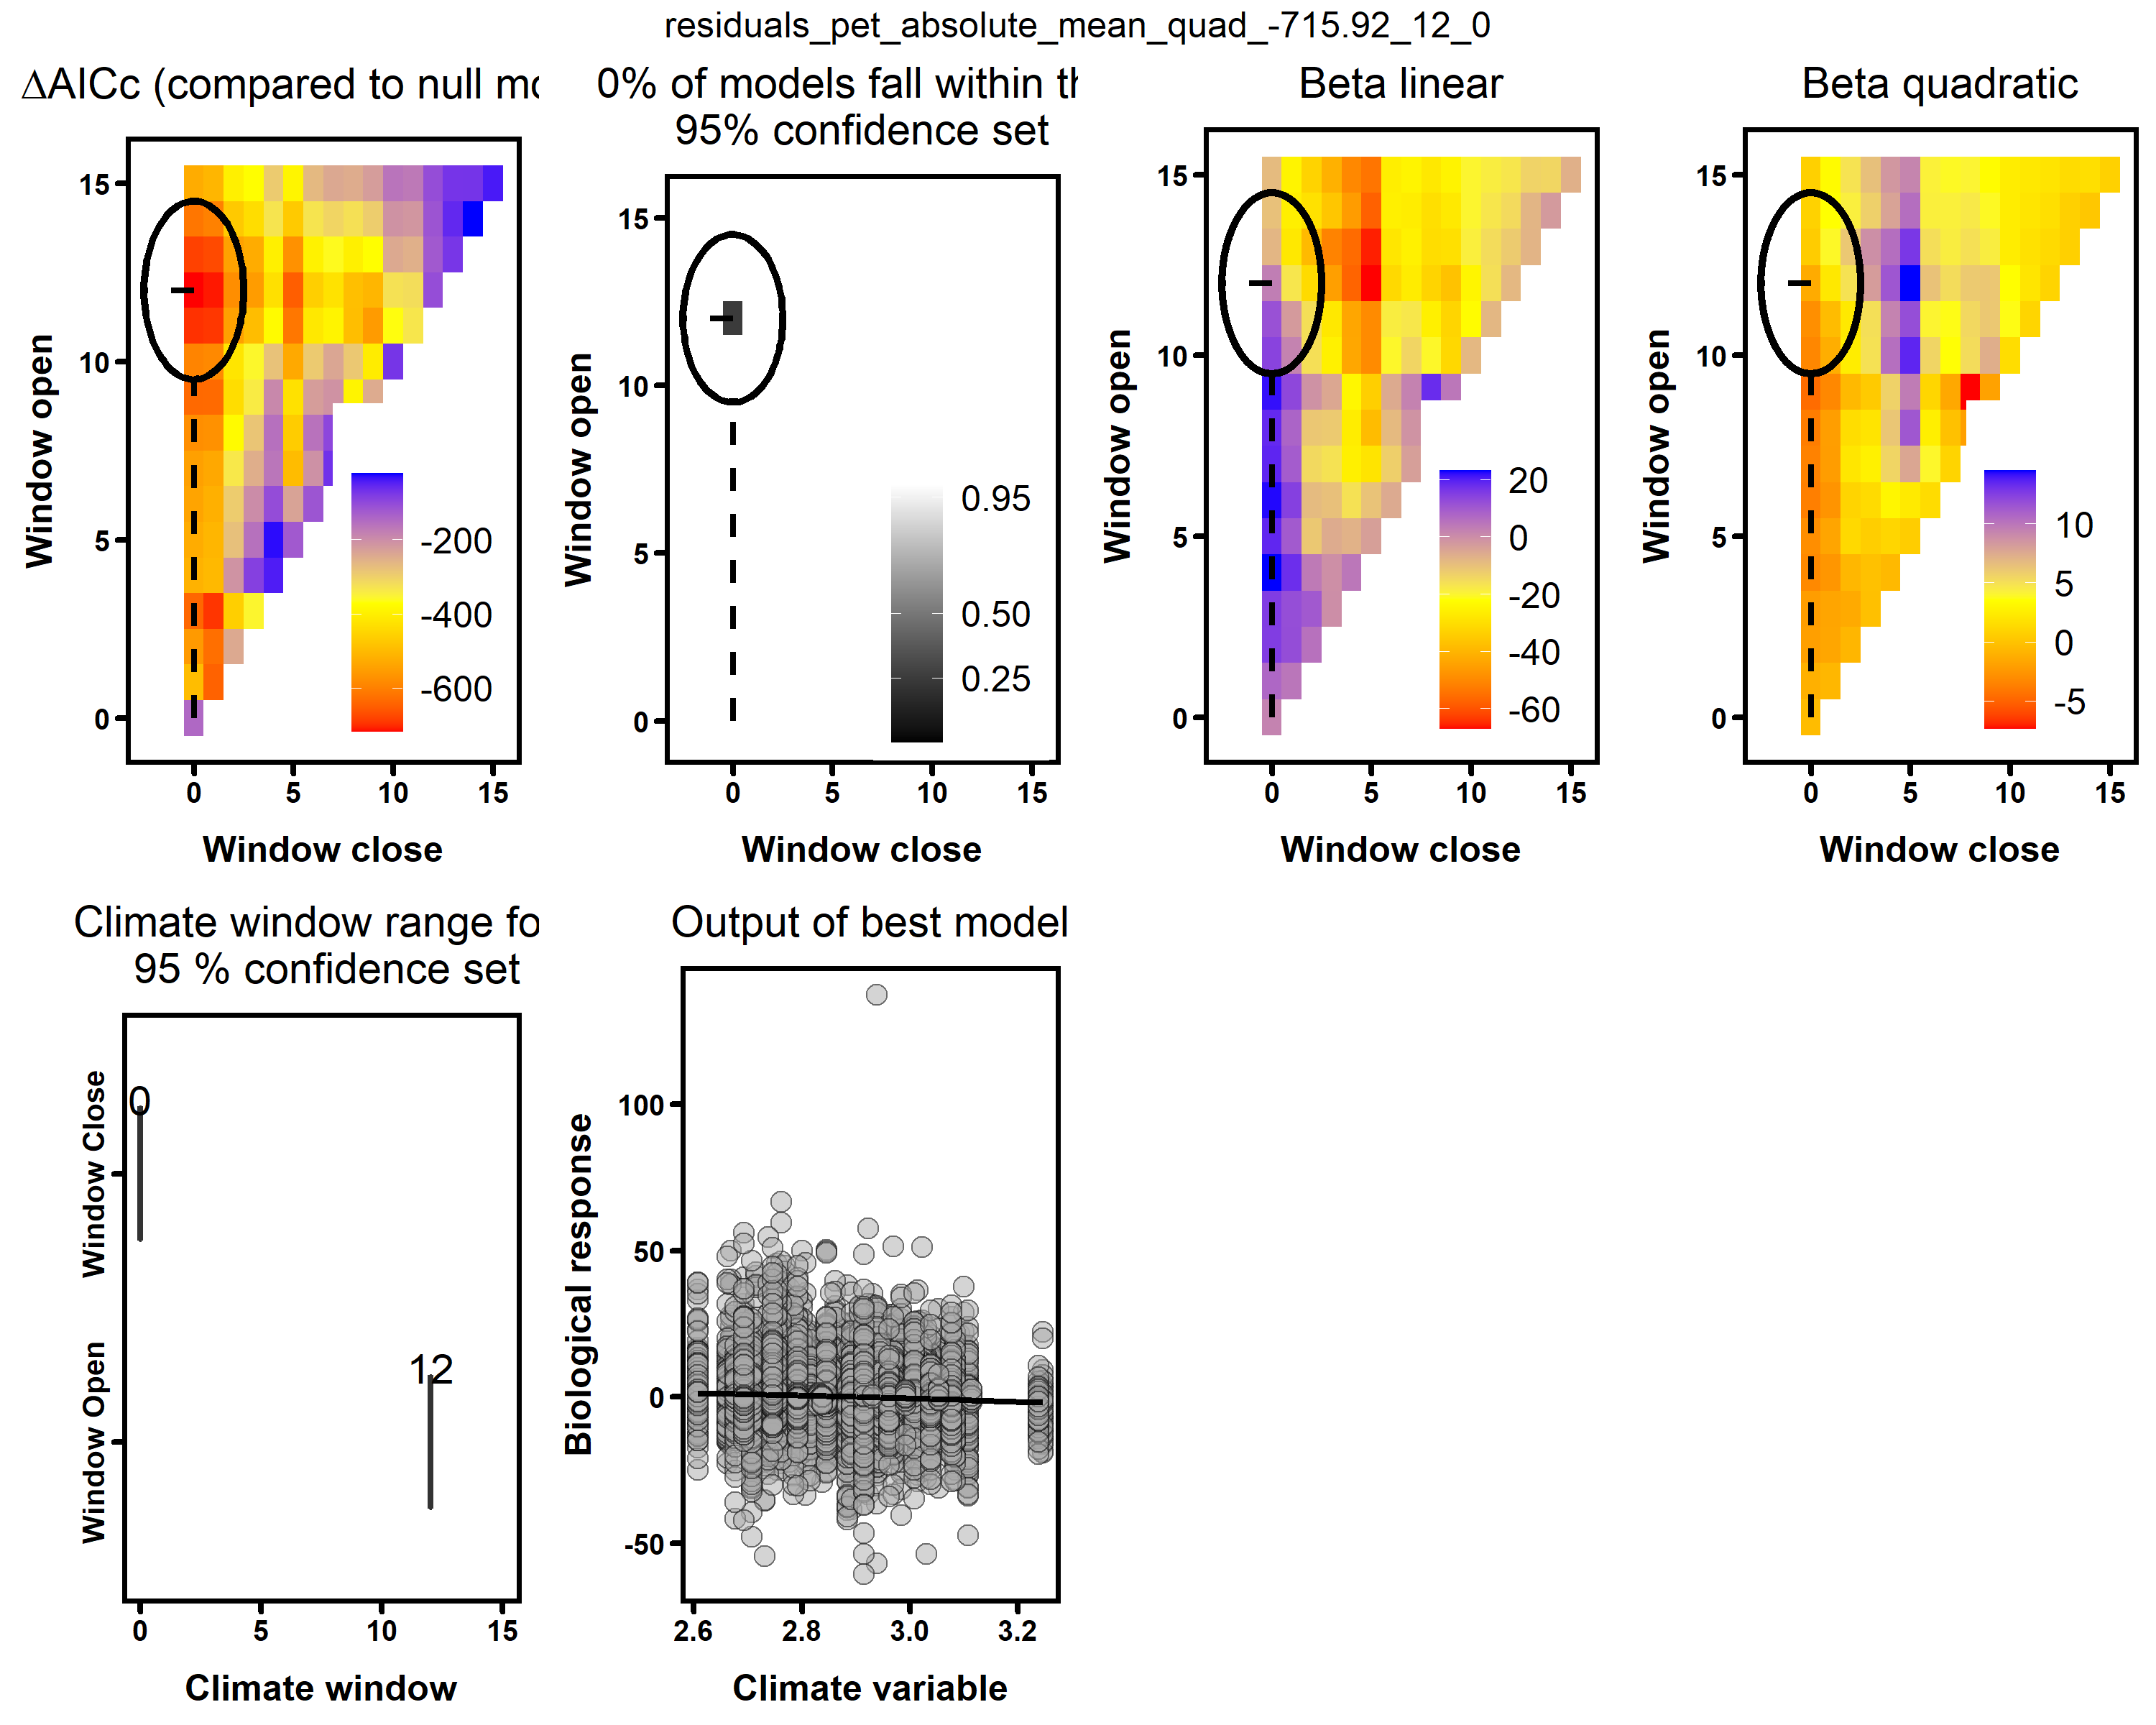 residuals_pet_absolute_mean_quad_-715.92_12_0
ΔAICc (compared to null mo
15
10
5
0
Window open
-200
-400
-600
0 5 10 15
Window close
0% of models fall within th
95% confidence set
15
10
5
0
Window open
0.95
0.50
0.25
0 5 10 15
Window close
Beta linear
15
10
5
0
Window open
20
0
-20
-40
-60
0 5 10 15
Window close
Beta quadratic
15
10
5
0
Window open
10
5
0
-5
0 5 10 15
Window close
Climate window range fo
95 % confidence set
Window Close
Window Open
0
12
0 5 10 15
Climate window
Output of best model
100
50
0
-50
Biological response
2.6 2.8 3.0 3.2
Climate variable